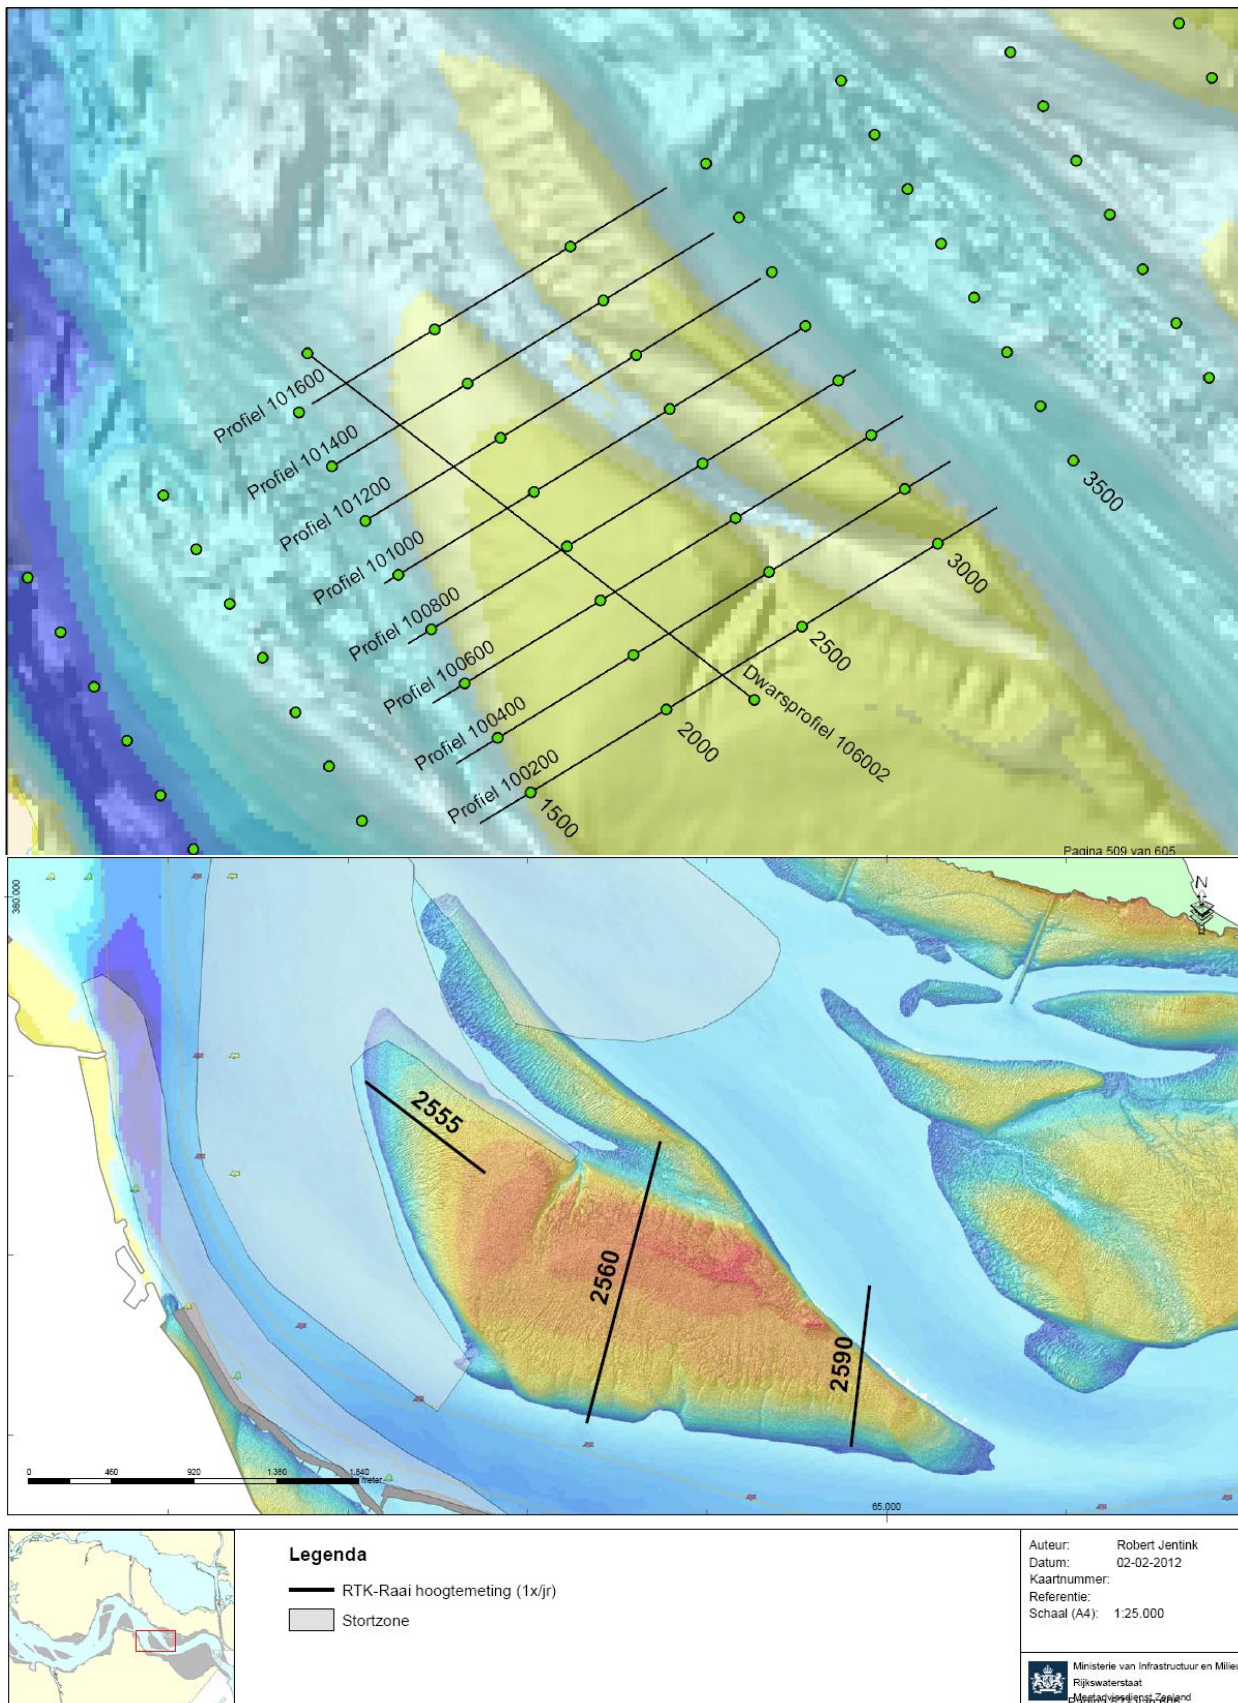 Profiel 101600
Profiel 101400
Profiel 101200
Profiel 101000
Profiel 100800
Profiel 100600
Profiel 100400
Profiel 100200
3500
3000
2500
2000
1500
Dwarsprofiel 106002
Pagina 509 van 605
380.000
N
2555
2560
2590
0 460 920 1.380 1.840
meter
65.000
Legenda
RTK-Raai hoogtemeting (1x/jr)
Stortzone
Auteur: Robert Jentink
Datum: 02-02-2012
Kaartnummer:
Referentie:
Schaal (A4): 1:25.000
Ministerie van Infrastructuur en Milieu
Rijkswaterstaat
Meetadviesdienst Zeeland